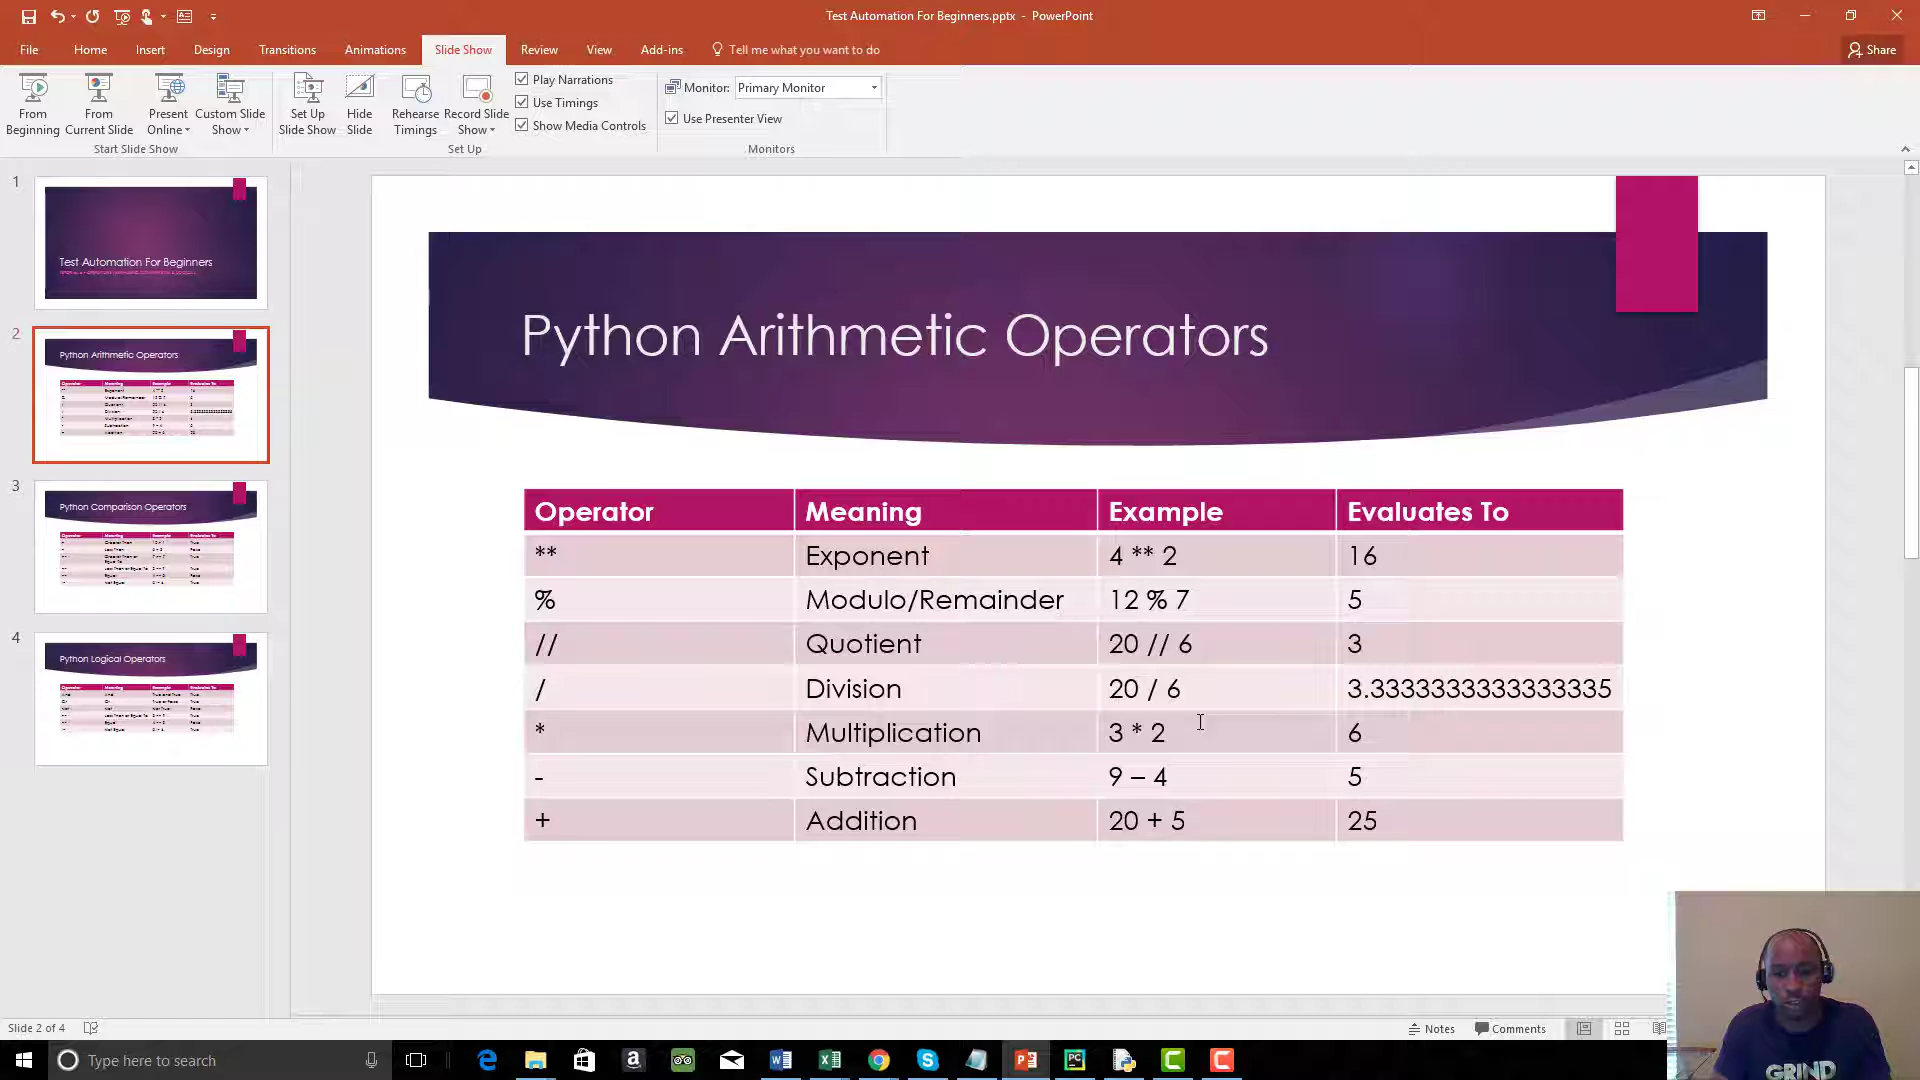 Test Automation For Beginners.pptx - PowerPoint
File Home Insert Design Transitions Animations Slide Show Review View Add-ins Tell me what you want to do Share
From Beginning
From Current Slide
Present Online
Custom Slide Show
Start Slide Show
Set Up Slide Show
Hide Slide
Rehearse Timings
Record Slide Show
Play Narrations
Use Timings
Show Media Controls
Set Up
Monitor: Primary Monitor
Use Presenter View
Monitors
1
Test Automation For Beginners
2
Python Arithmetic Operators
3
Python Comparison Operators
4
Python Logical Operators
Python Arithmetic Operators
Operator Meaning Example Evaluates To
** Exponent 4 ** 2 16
% Modulo/Remainder 12 % 7 5
// Quotient 20 // 6 3
/ Division 20 / 6 3.3333333333333335
* Multiplication 3 * 2 6
- Subtraction 9 – 4 5
+ Addition 20 + 5 25
GRIND
Slide 2 of 4
Notes Comments
Type here to search